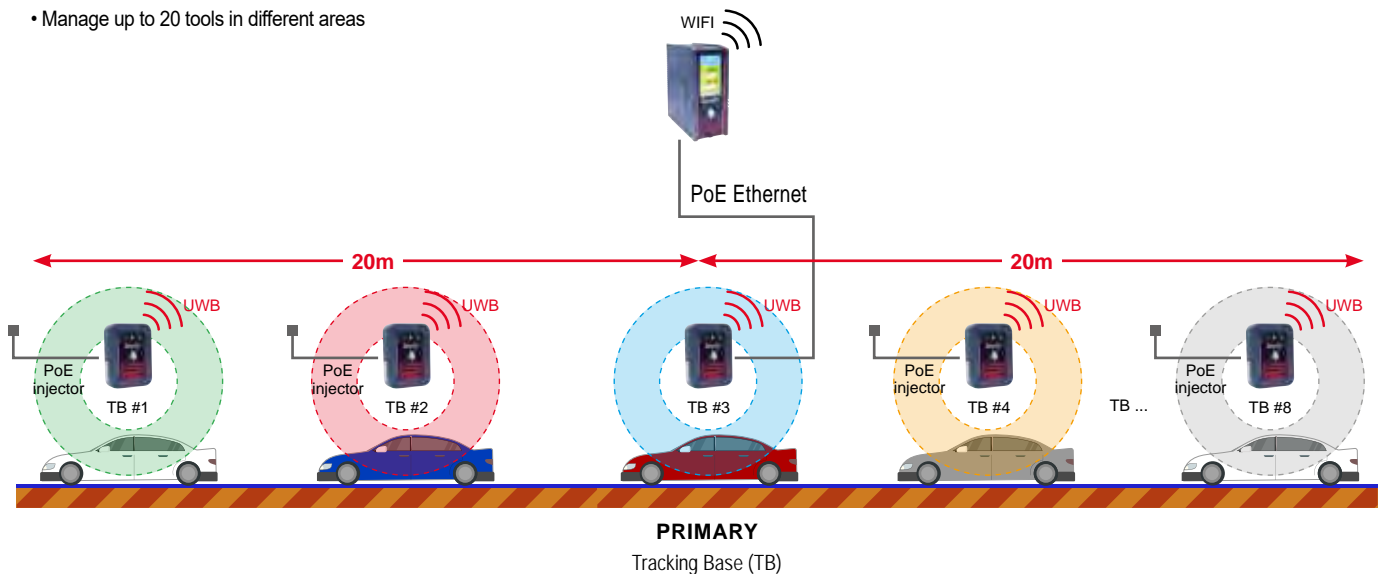 • Manage up to 20 tools in different areas
WIFI
PoE Ethernet
20m
20m
UWB
UWB
UWB
UWB
UWB
PoE
injector
PoE
injector
PoE
injector
PoE
injector
TB #1
TB #2
TB #3
TB #4
TB ...
TB #8
PRIMARY
Tracking Base (TB)